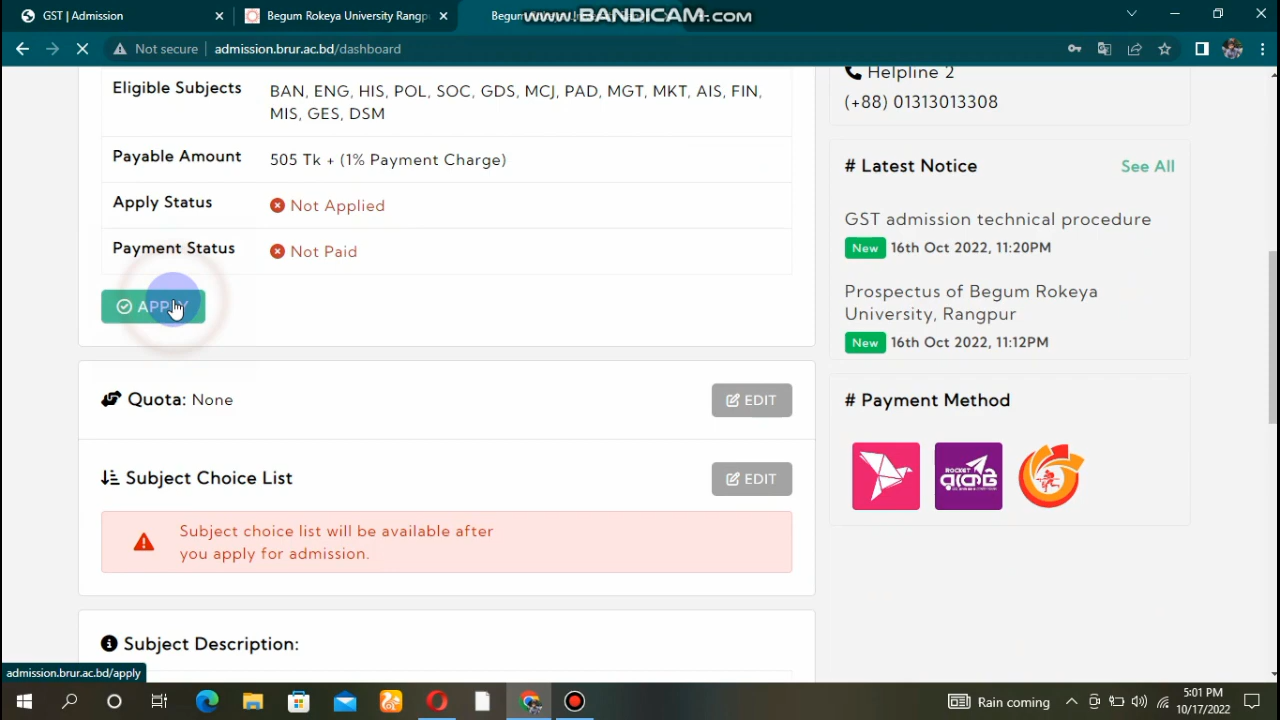 GST | Admission
Begum Rokeya University Rangp
Begum
www.BANDICAM.com
Not secure
admission.brur.ac.bd/dashboard
Eligible Subjects
BAN, ENG, HIS, POL, SOC, GDS, MCJ, PAD, MGT, MKT, AIS, FIN,
MIS, GES, DSM
Payable Amount
505 Tk + (1% Payment Charge)
Apply Status
Not Applied
Payment Status
Not Paid
APPLY
Quota: None
EDIT
Subject Choice List
EDIT
Subject choice list will be available after
you apply for admission.
Subject Description:
Helpline 2
(+88) 01313013308
# Latest Notice
See All
GST admission technical procedure
New 16th Oct 2022, 11:20PM
Prospectus of Begum Rokeya
University, Rangpur
New 16th Oct 2022, 11:12PM
# Payment Method
ROCKET
রকেট
admission.brur.ac.bd/apply
Rain coming
5:01 PM
10/17/2022